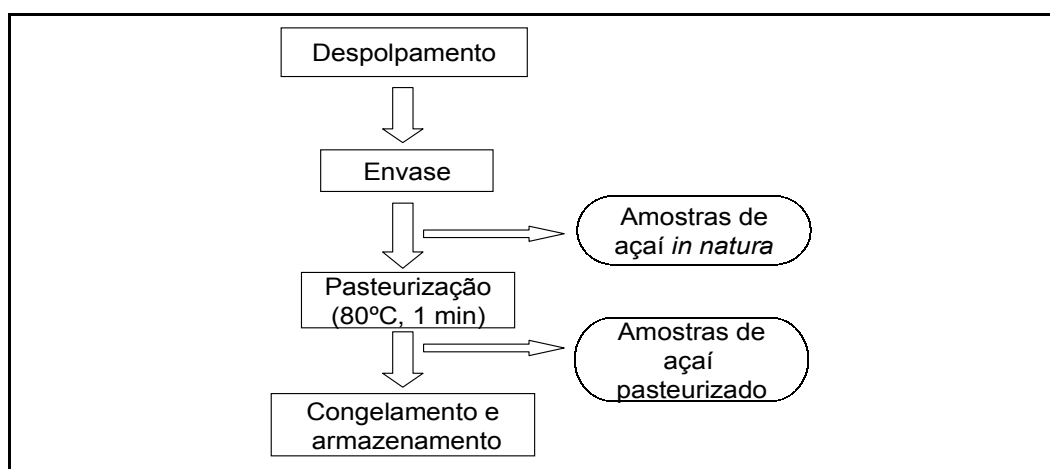 Despolpamento
Envase
Amostras de
açaí in natura
Pasteurização
(80ºC, 1 min)
Amostras de
açaí
pasteurizado
Congelamento e
armazenamento